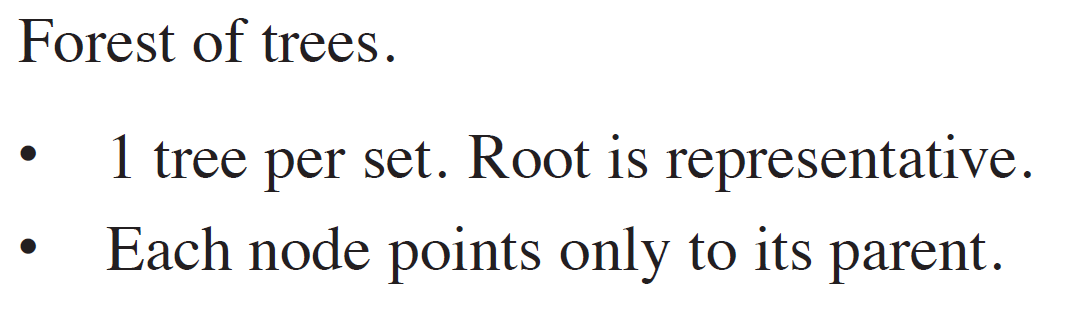 Forest of trees.
• 1 tree per set. Root is representative.
• Each node points only to its parent.